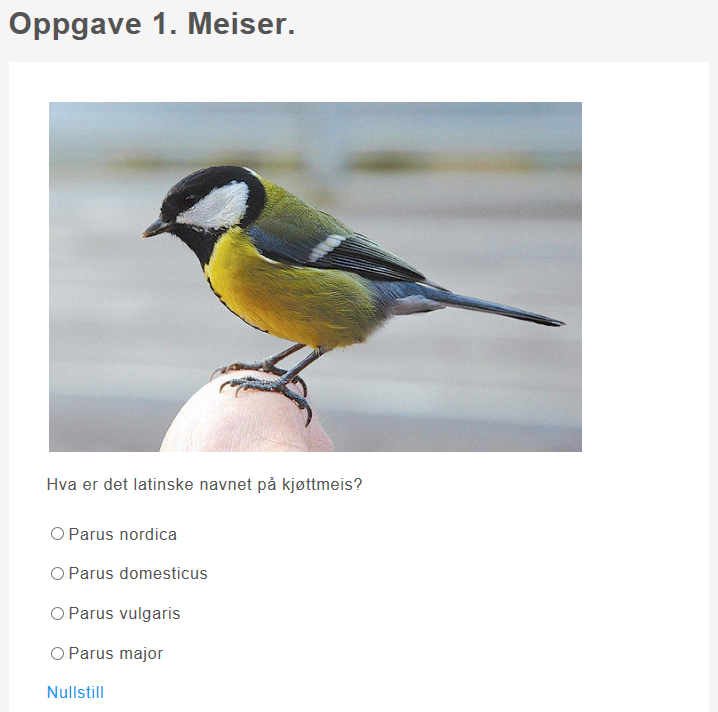 Oppgave 1. Meiser.
Hva er det latinske navnet på kjøttmeis?
Parus nordica
Parus domesticus
Parus vulgaris
Parus major
Nullstill